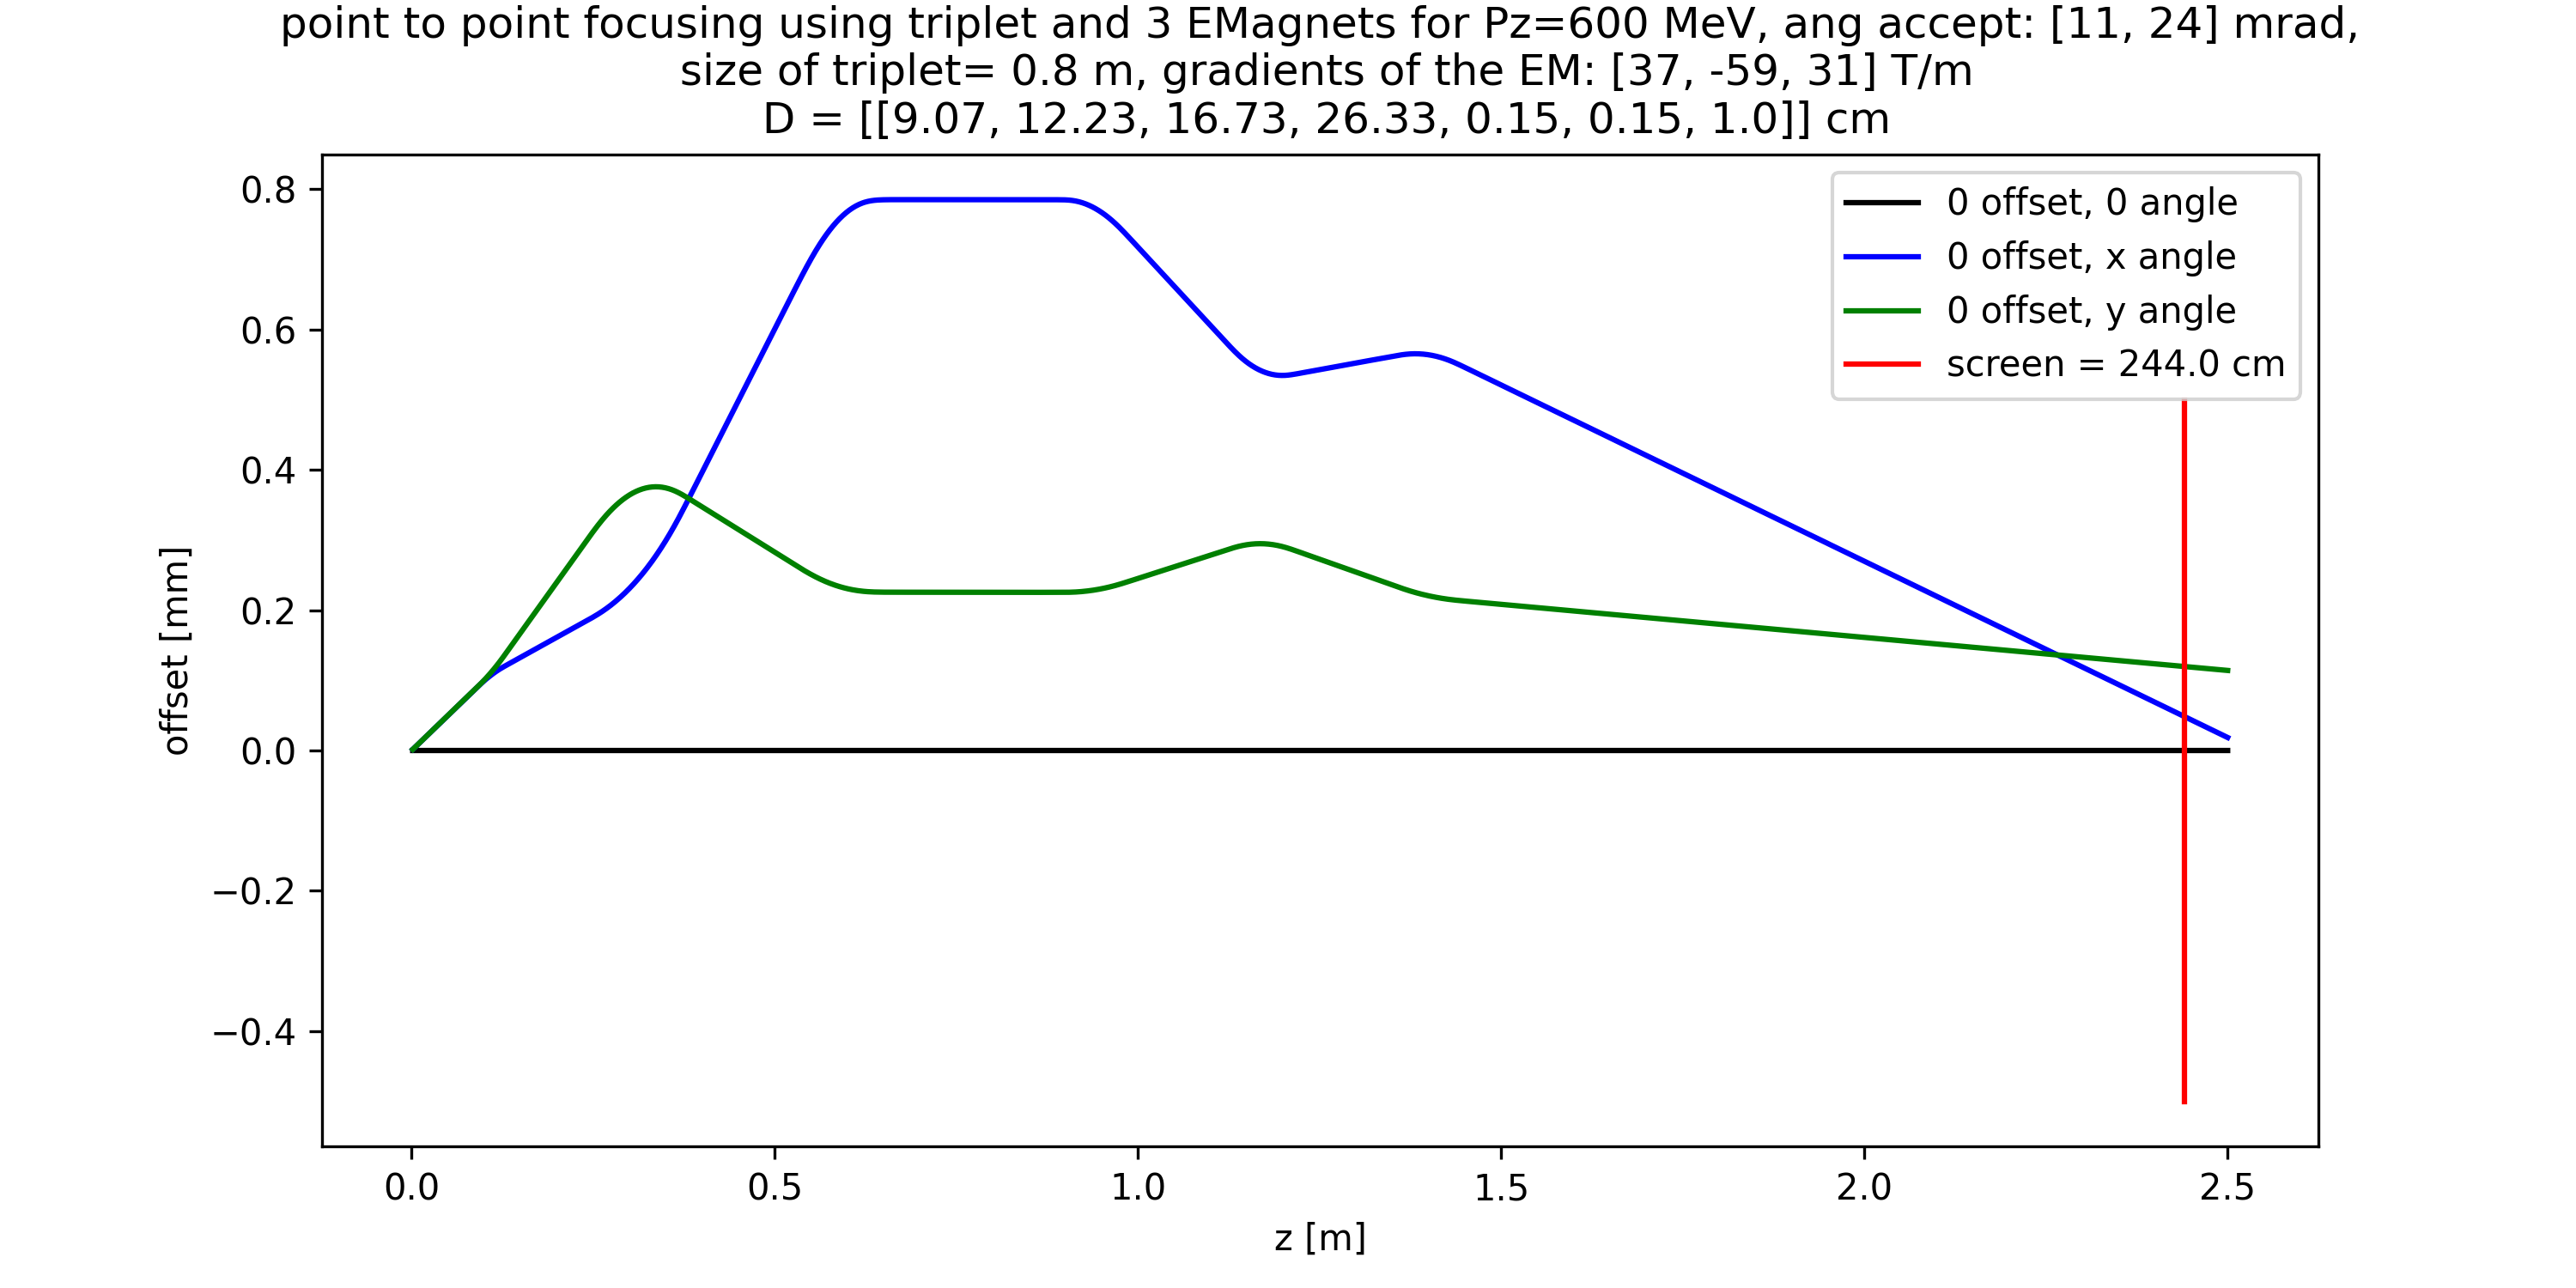 point to point focusing using triplet and 3 EMagnets for Pz=600 MeV, ang accept: [11, 24] mrad,
size of triplet= 0.8 m, gradients of the EM: [37, -59, 31] T/m
D = [[9.07, 12.23, 16.73, 26.33, 0.15, 0.15, 1.0]] cm
0 offset, 0 angle
0 offset, x angle
0 offset, y angle
screen = 244.0 cm
offset [mm]
0.8
0.6
0.4
0.2
0.0
−0.2
−0.4
0.0 0.5 1.0 1.5 2.0 2.5
z [m]